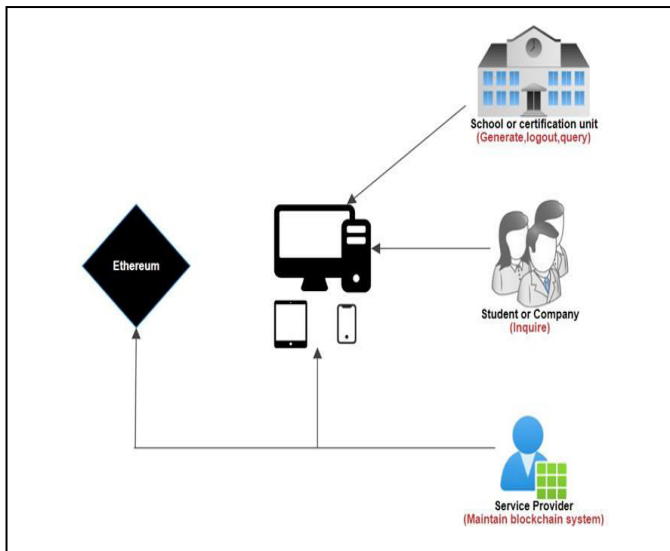 School or certification unit
(Generate,logout,query)
Ethereum
Student or Company
(Inquire)
Service Provider
(Maintain blockchain system)